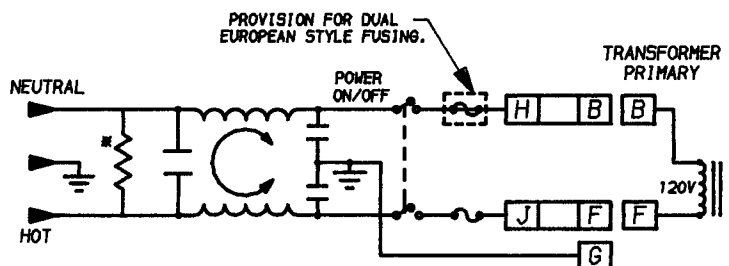 PROVISION FOR DUAL
EUROPEAN STYLE FUSING.
TRANSFORMER
PRIMARY
POWER
ON/OFF
NEUTRAL
H B B
*
120V
J F F
HOT
G